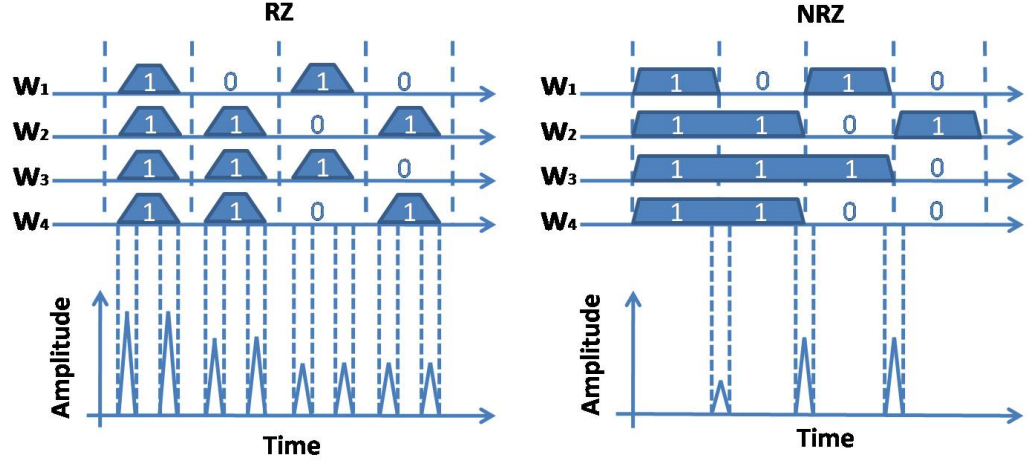 RZ
W1 1 0 1 0
W2 1 1 0 1
W3 1 1 1 0
W4 1 1 0 1
Amplitude
Time
NRZ
W1 1 0 1 0
W2 1 1 0 1
W3 1 1 1 0
W4 1 1 0 0
Amplitude
Time